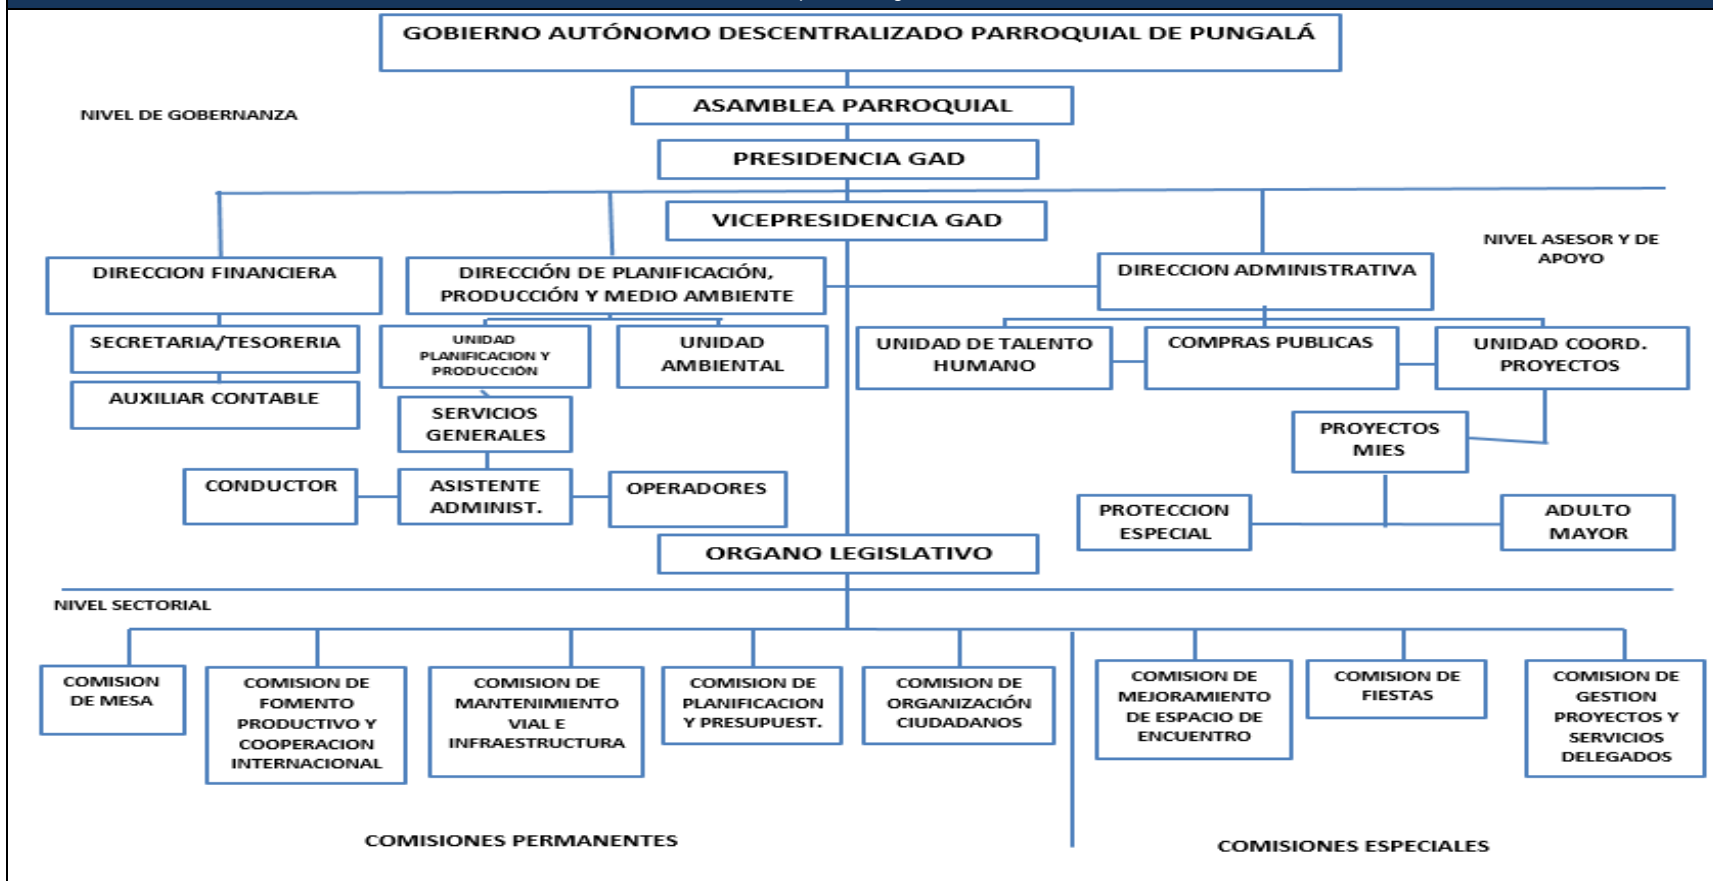 GOBIERNO AUTÓNOMO DESCENTRALIZADO PARROQUIAL DE PUNGALÁ
ASAMBLEA PARROQUIAL
NIVEL DE GOBERNANZA
PRESIDENCIA GAD
VICEPRESIDENCIA GAD
NIVEL ASESOR Y DE
APOYO
DIRECCION FINANCIERA
DIRECCIÓN DE PLANIFICACIÓN,
PRODUCCIÓN Y MEDIO AMBIENTE
DIRECCION ADMINISTRATIVA
SECRETARIA/TESORERIA
UNIDAD
PLANIFICACION Y
PRODUCCIÓN
UNIDAD
AMBIENTAL
UNIDAD DE TALENTO
HUMANO
COMPRAS PUBLICAS
UNIDAD COORD.
PROYECTOS
AUXILIAR CONTABLE
SERVICIOS
GENERALES
PROYECTOS
MIES
CONDUCTOR
ASISTENTE
ADMINIST.
OPERADORES
PROTECCION
ESPECIAL
ADULTO
MAYOR
ORGANO LEGISLATIVO
NIVEL SECTORIAL
COMISION
DE MESA
COMISION DE
FOMENTO
PRODUCTIVO Y
COOPERACION
INTERNACIONAL
COMISION DE
MANTENIMIENTO
VIAL E
INFRAESTRUCTURA
COMISION DE
PLANIFICACION
Y PRESUPUEST.
COMISION DE
ORGANIZACIÓN
CIUDADANOS
COMISION DE
MEJORAMIENTO
DE ESPACIO DE
ENCUENTRO
COMISION DE
FIESTAS
COMISION DE
GESTION
PROYECTOS Y
SERVICIOS
DELEGADOS
COMISIONES PERMANENTES
COMISIONES ESPECIALES